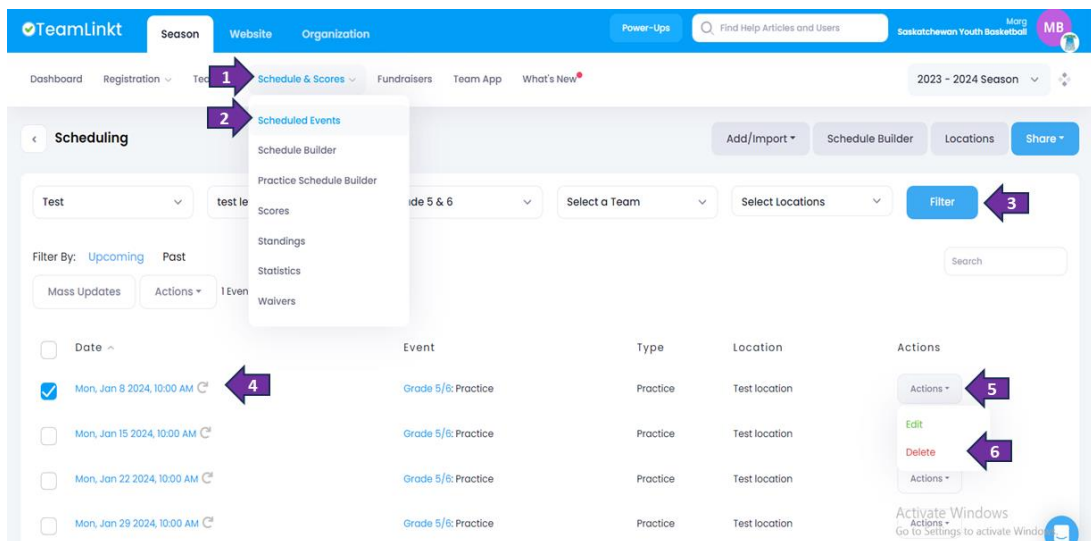 TeamLinkt Season Website Organization Power-Ups Find Help Articles and Users Marg
Saskatchewan Youth Basketball MB
Dashboard Registration 1 Schedule & Scores Fundraisers Team App What's New 2023 - 2024 Season
2 Scheduled Events
Scheduling Add/Import Schedule Builder Locations Share
Schedule Builder
Practice Schedule Builder
Test test le de 5 & 6 Select a Team Select Locations Filter 3
Scores
Standings
Filter By: Upcoming Past Search
Statistics
Mass Updates Actions 1 Even
Waivers
Date Event Type Location Actions
Mon, Jan 8 2024, 10:00 AM 4 Grade 5/6: Practice Practice Test location Actions 5
Edit
Mon, Jan 15 2024, 10:00 AM Grade 5/6: Practice Practice Test location
Delete 6
Mon, Jan 22 2024, 10:00 AM Grade 5/6: Practice Practice Test location Actions
Activate Windows
Mon, Jan 29 2024, 10:00 AM Grade 5/6: Practice Practice Test location Actions
Go to Settings to activate Windo